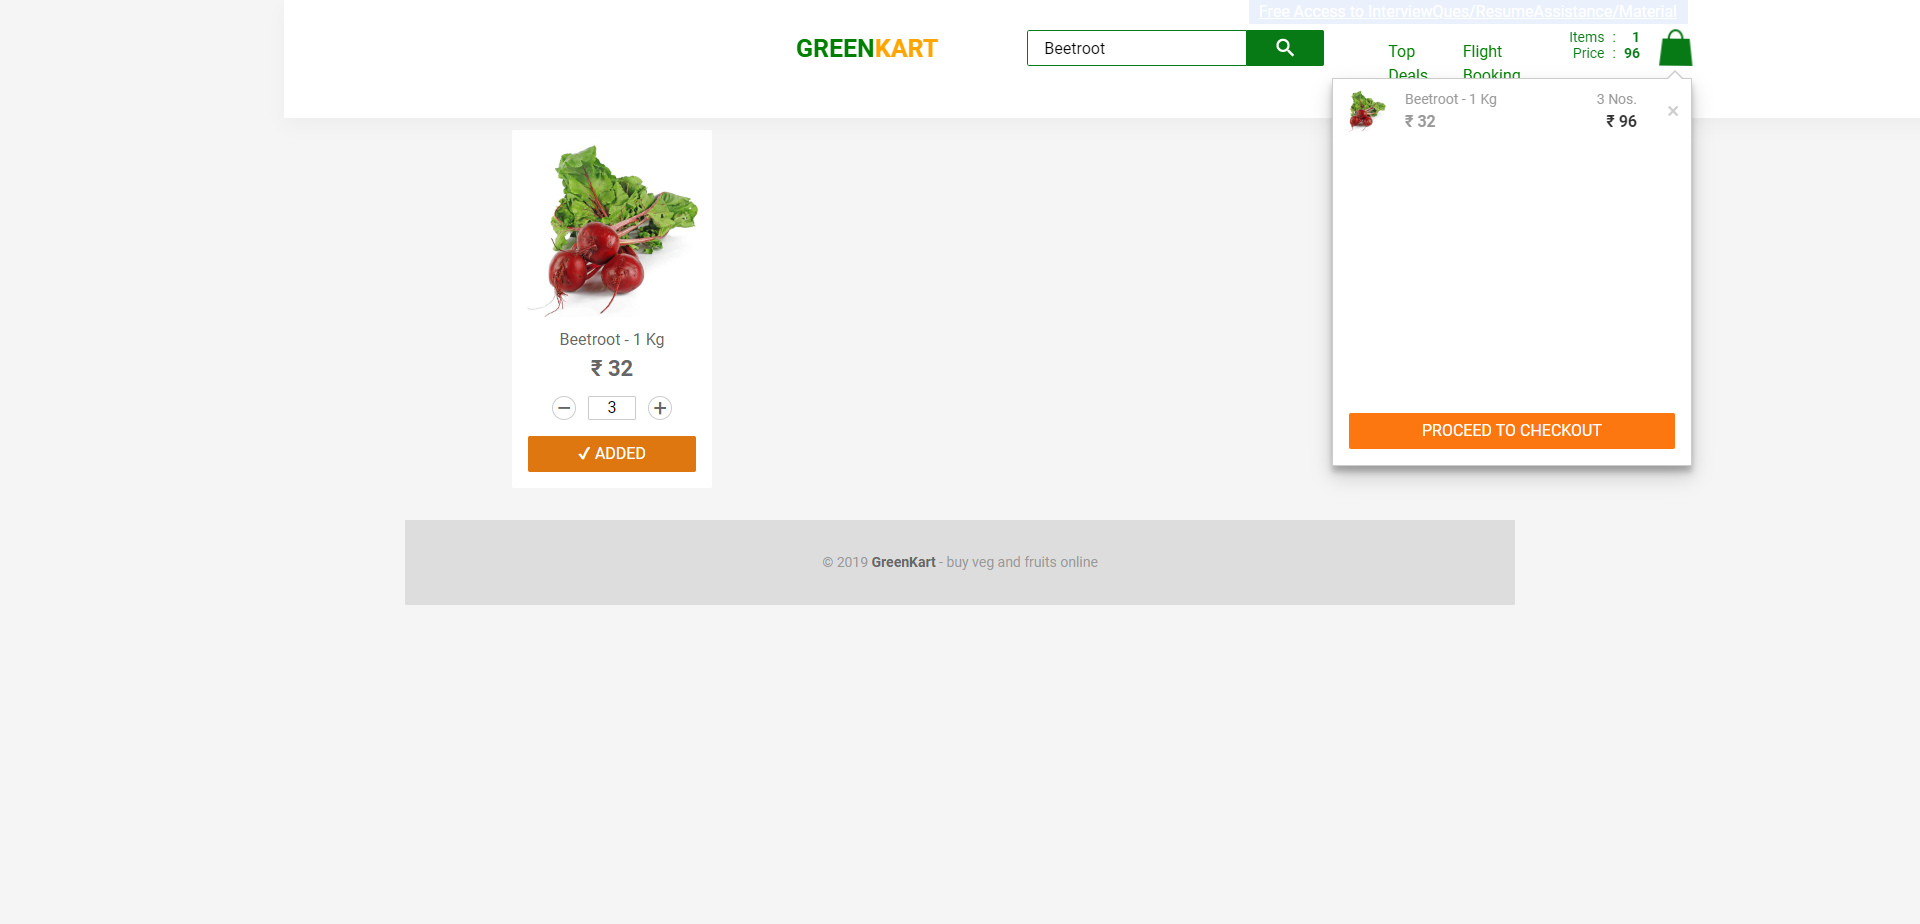 Free Access to InterviewQues/ResumeAssistance/Material
GREENKART
Beetroot
Top
Deals
Flight
Booking
Items : 1
Price : 96
Beetroot - 1 Kg
3 Nos.
₹ 32
₹ 96
×
PROCEED TO CHECKOUT
Beetroot - 1 Kg
₹ 32
3
✓ ADDED
© 2019 GreenKart - buy veg and fruits online